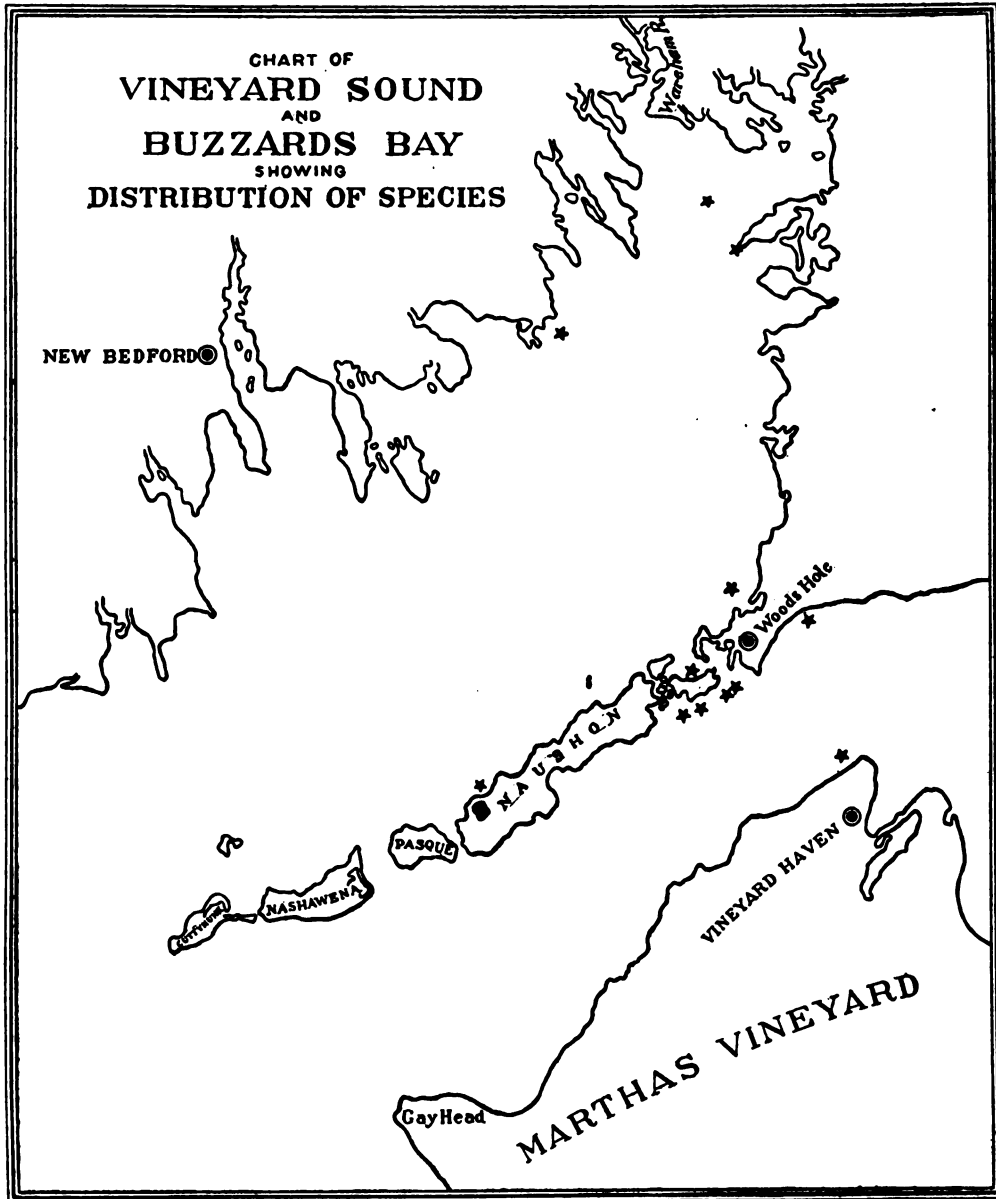 CHART OF
VINEYARD SOUND
AND
BUZZARDS BAY
SHOWING
DISTRIBUTION OF SPECIES
Wareham R.
NEW BEDFORD
Woods Hole
NAUSHON
PASQUE
NASHAWENA
CUTTYHUNK
VINEYARD HAVEN
MARTHAS VINEYARD
Gay Head